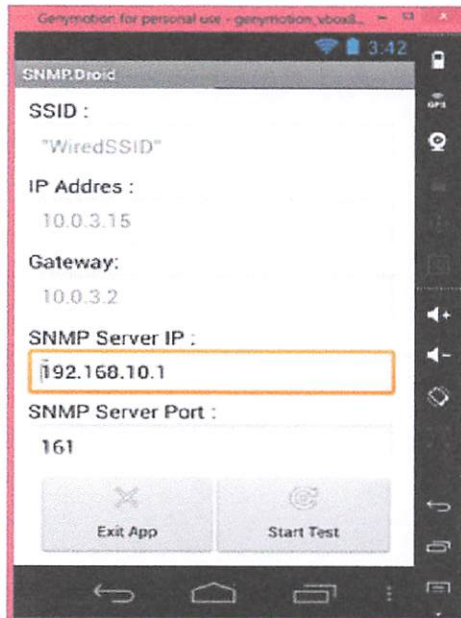 Genymotion for personal use - genymotion_vbox8...
3:42
SNMP.Droid
SSID :
"WiredSSID"
IP Addres :
10.0.3.15
Gateway:
10.0.3.2
SNMP Server IP :
192.168.10.1
SNMP Server Port :
161
Exit App
Start Test
GPS